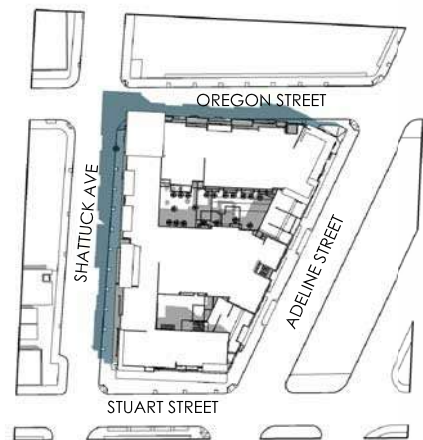 OREGON STREET
SHATTUCK AVE
ADELINE STREET
STUART STREET